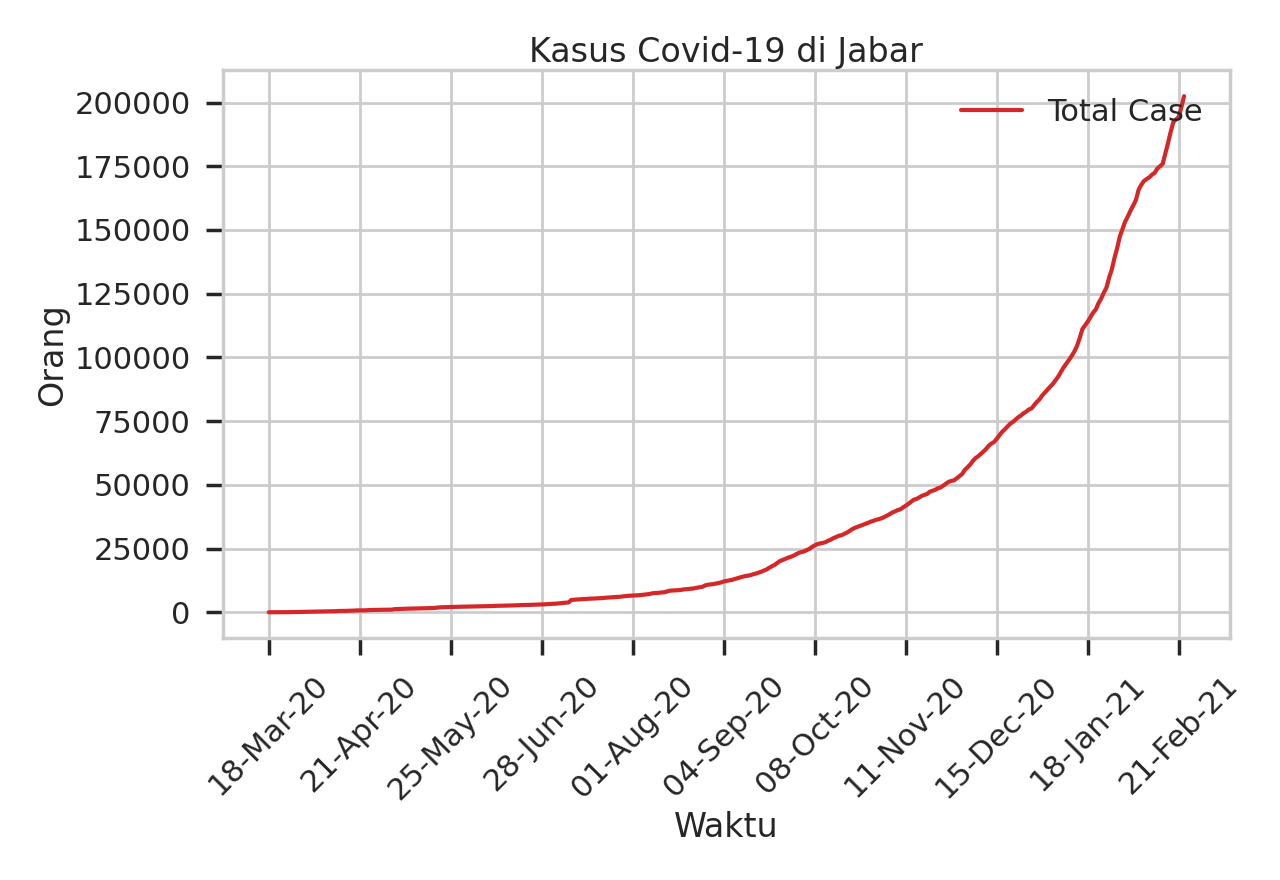 Kasus Covid-19 di Jabar
Total Case
Orang
200000
175000
150000
125000
100000
75000
50000
25000
0
18-Mar-20
21-Apr-20
25-May-20
28-Jun-20
01-Aug-20
04-Sep-20
08-Oct-20
11-Nov-20
15-Dec-20
18-Jan-21
21-Feb-21
Waktu